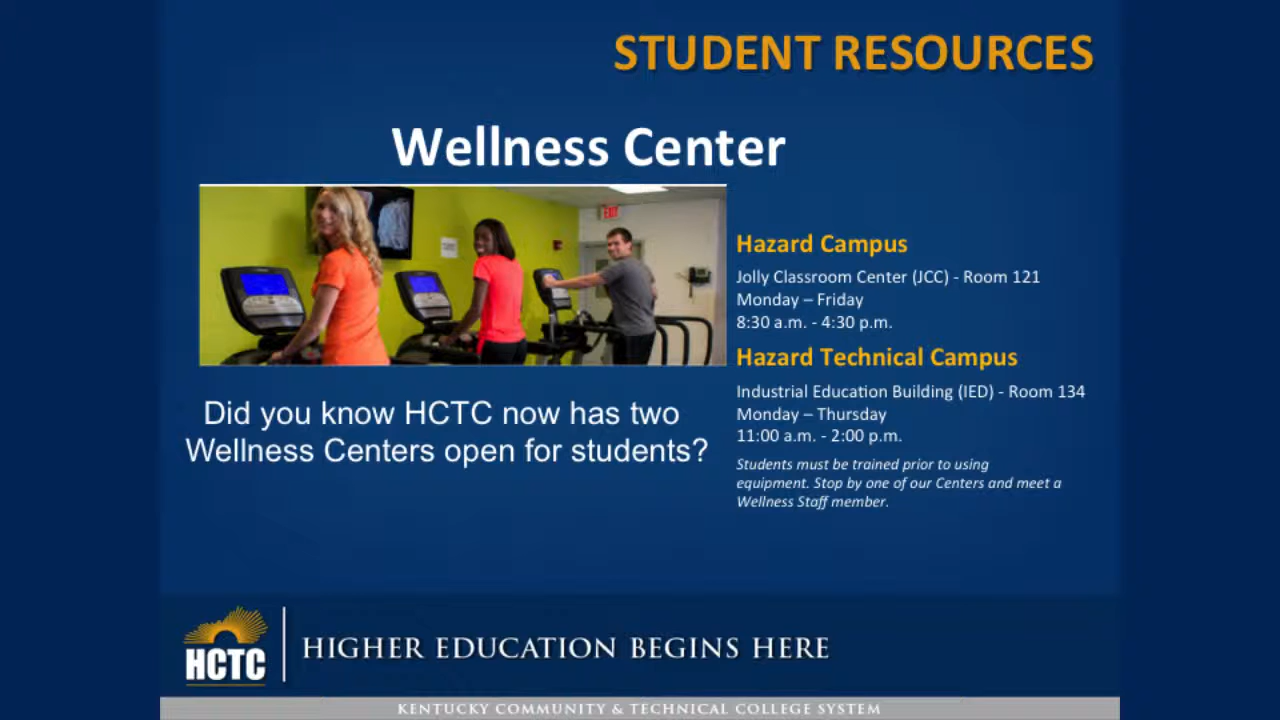 STUDENT RESOURCES
Wellness Center
EXIT
Hazard Campus
Jolly Classroom Center (JCC) - Room 121
Monday – Friday
8:30 a.m. - 4:30 p.m.
Hazard Technical Campus
Industrial Education Building (IED) - Room 134
Monday – Thursday
11:00 a.m. - 2:00 p.m.
Students must be trained prior to using
equipment. Stop by one of our Centers and meet a
Wellness Staff member.
Did you know HCTC now has two
Wellness Centers open for students?
HCTC
HIGHER EDUCATION BEGINS HERE
KENTUCKY COMMUNITY & TECHNICAL COLLEGE SYSTEM